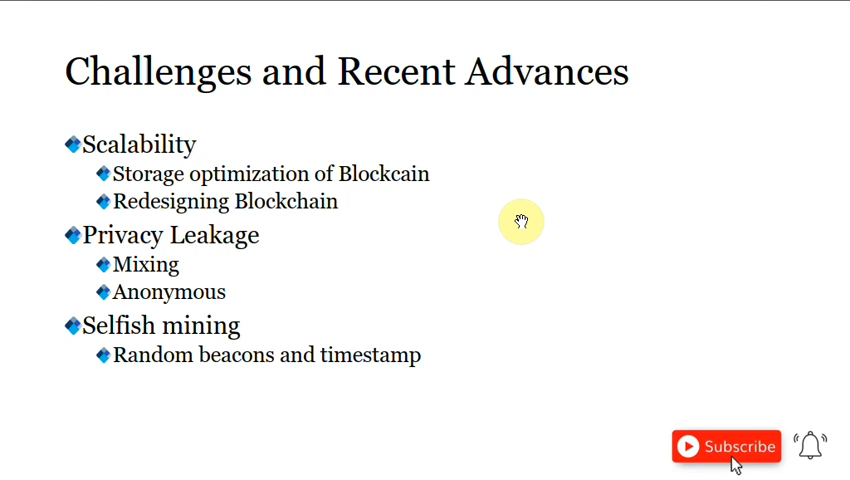 Challenges and Recent Advances
Scalability
Storage optimization of Blockcain
Redesigning Blockchain
Privacy Leakage
Mixing
Anonymous
Selfish mining
Random beacons and timestamp
Subscribe